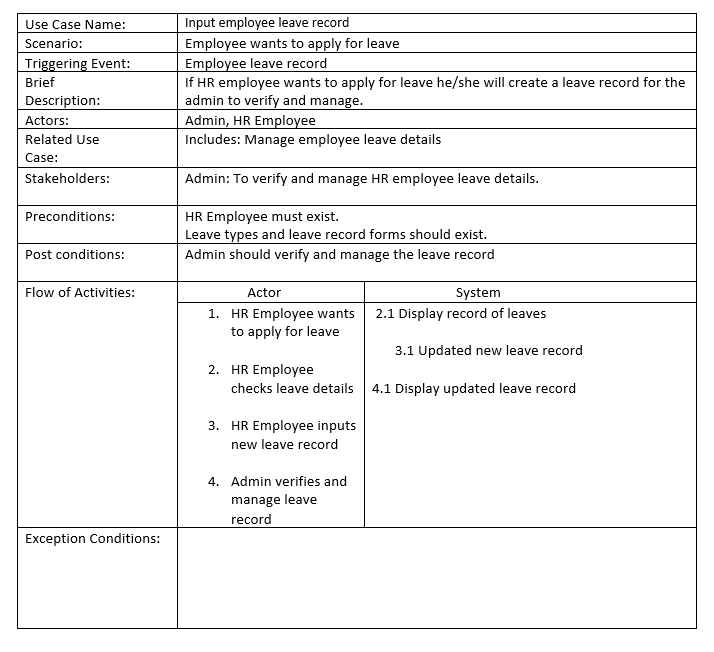 Use Case Name: Input employee leave record
Scenario: Employee wants to apply for leave
Triggering Event: Employee leave record
Brief Description: If HR employee wants to apply for leave he/she will create a leave record for the
admin to verify and manage.
Actors: Admin, HR Employee
Related Use Case: Includes: Manage employee leave details
Stakeholders: Admin: To verify and manage HR employee leave details.
Preconditions: HR Employee must exist.
Leave types and leave record forms should exist.
Post conditions: Admin should verify and manage the leave record
Flow of Activities: Actor System
1. HR Employee wants
to apply for leave
2. HR Employee
checks leave details
3. HR Employee inputs
new leave record
4. Admin verifies and
manage leave
record
2.1 Display record of leaves
3.1 Updated new leave record
4.1 Display updated leave record
Exception Conditions: